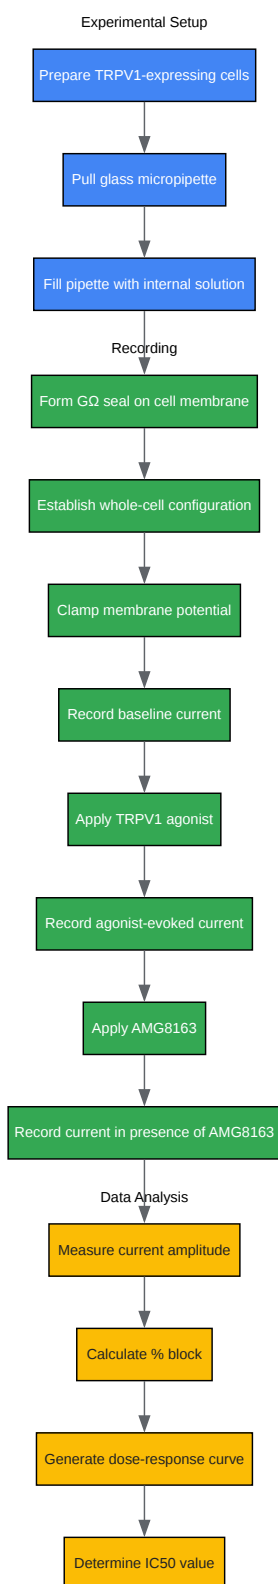 Experimental Setup
Prepare TRPV1-expressing cells
Pull glass micropipette
Fill pipette with internal solution
Recording
Form GΩ seal on cell membrane
Establish whole-cell configuration
Clamp membrane potential
Record baseline current
Apply TRPV1 agonist
Record agonist-evoked current
Apply AMG8163
Record current in presence of AMG8163
Data Analysis
Measure current amplitude
Calculate % block
Generate dose-response curve
Determine IC50 value